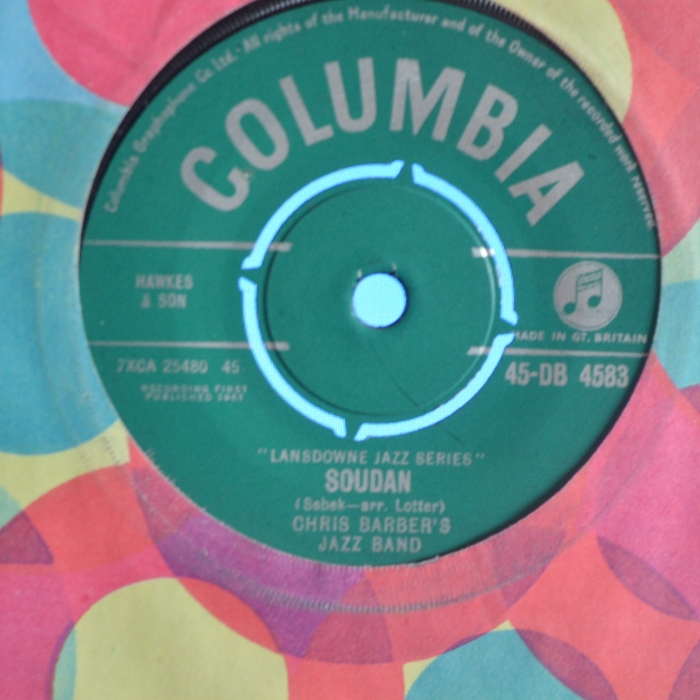 Columbia Graphophone Co. Ltd. · All rights of the Manufacturer and of the Owner of the recorded work reserved
COLUMBIA
HAWKES
& SON
MADE IN GT. BRITAIN
7XCA 25480 45
45-DB 4583
RECORDING FIRST
PUBLISHED 1961
"LANSDOWNE JAZZ SERIES"
SOUDAN
(Sebek—arr. Lotter)
CHRIS BARBER'S
JAZZ BAND